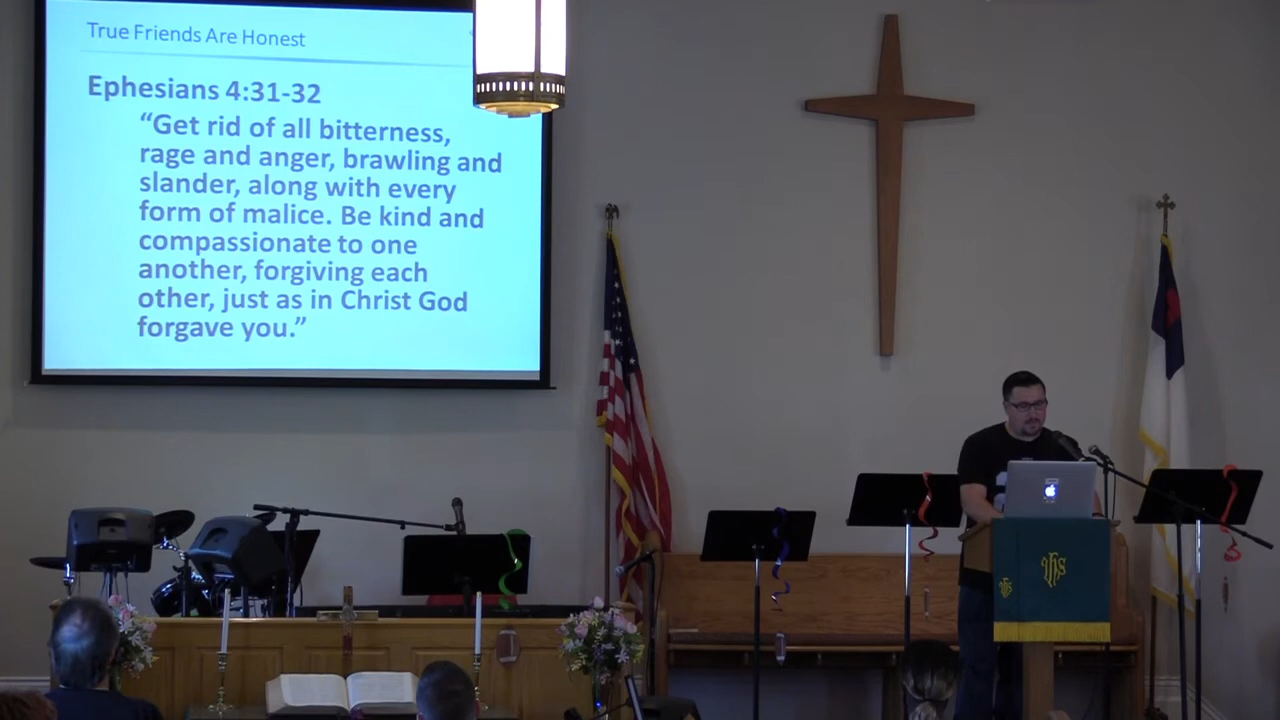 True Friends Are Honest
Ephesians 4:31-32
“Get rid of all bitterness,
rage and anger, brawling and
slander, along with every
form of malice. Be kind and
compassionate to one
another, forgiving each
other, just as in Christ God
forgave you.”
IHS
IHS